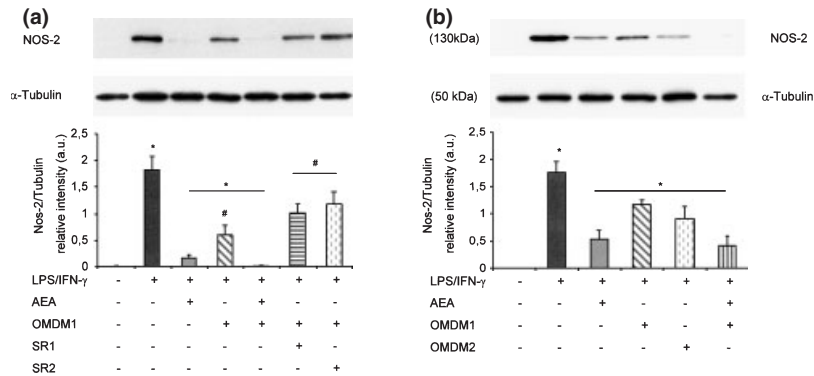 (a)
NOS-2
α-Tubulin
Nos-2/Tubulin
relative intensity (a.u.)
2,5
2
1,5
1
0,5
0
*
*
#
#
LPS/IFN-γ - + + + + + +
AEA - - + - + - -
OMDM1 - - - + + + +
SR1 - - - - - + -
SR2 - - - - - - +
(b)
(130kDa) NOS-2
(50 kDa) α-Tubulin
Nos-2/Tubulin
relative intensity (a.u.)
2,5
2
1,5
1
0,5
0
*
*
LPS/IFN-γ - + + + + +
AEA - - + - - +
OMDM1 - - - + - +
OMDM2 - - - - + -